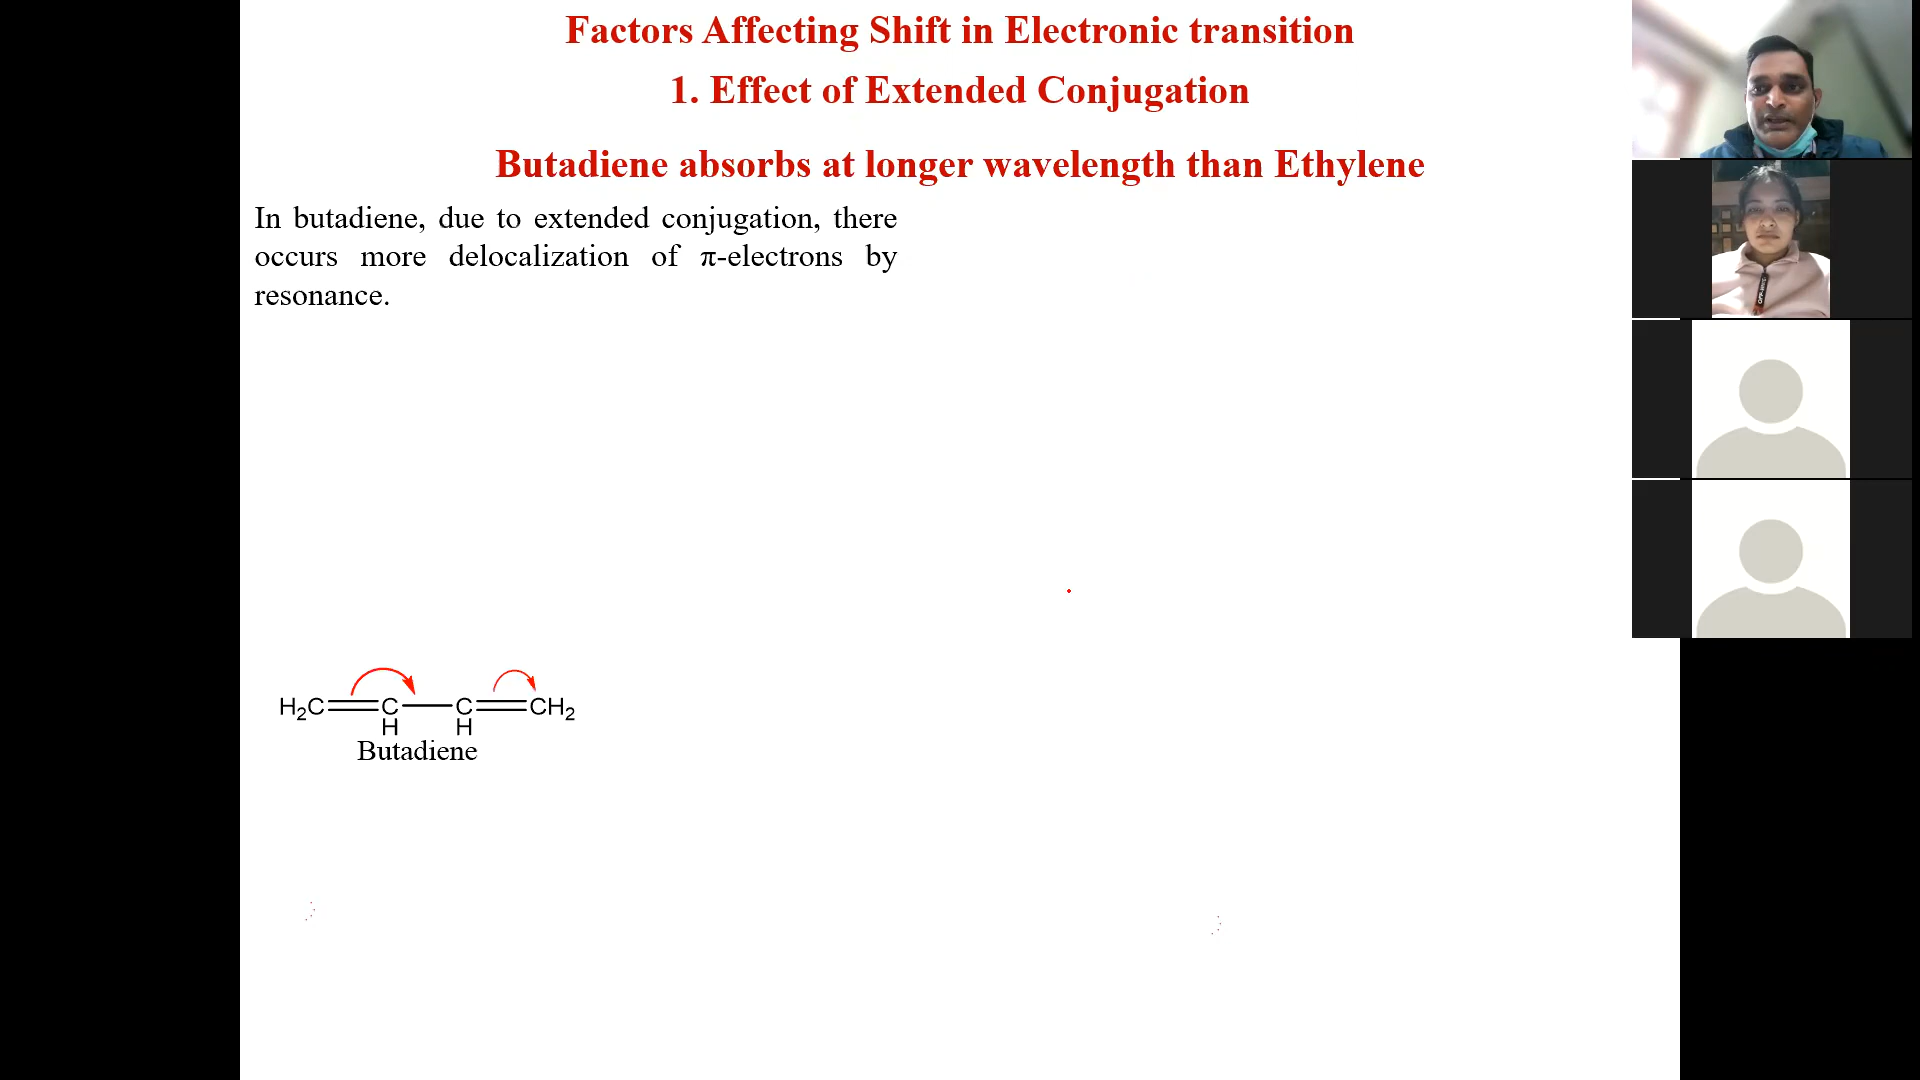 Factors Affecting Shift in Electronic transition
1. Effect of Extended Conjugation
Butadiene absorbs at longer wavelength than Ethylene
In butadiene, due to extended conjugation, there
occurs more delocalization of π-electrons by
resonance.
H₂C C C CH₂
H H
Butadiene